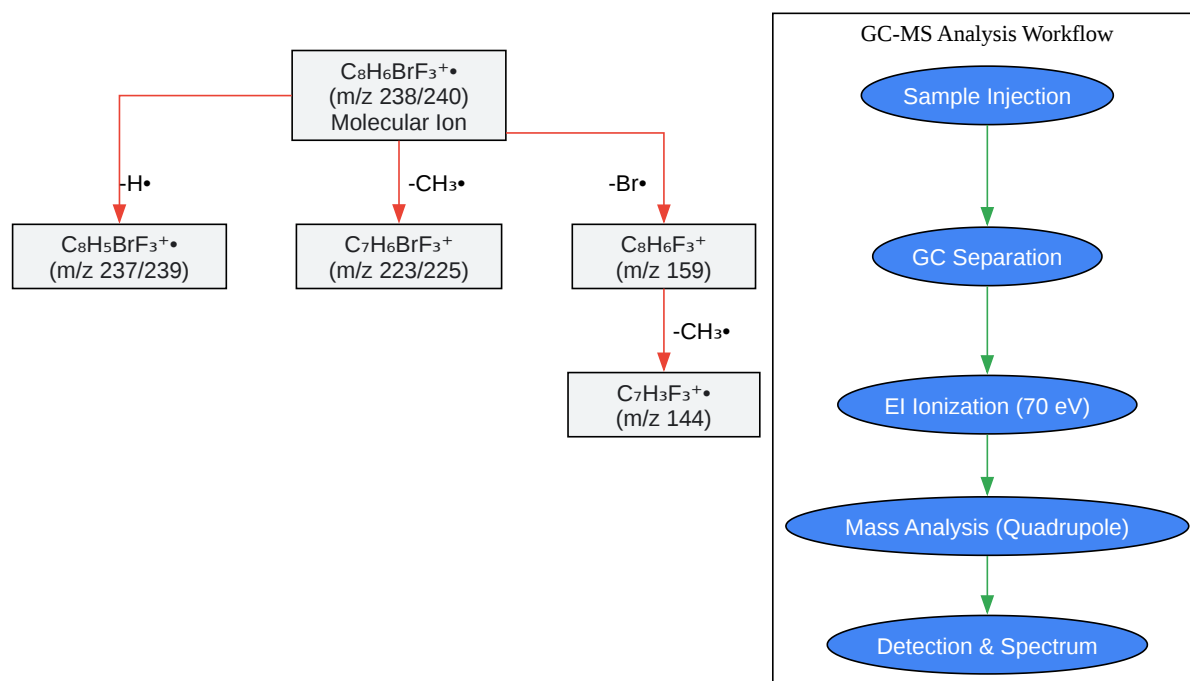 C₈H₆BrF₃⁺•
(m/z 238/240)
Molecular Ion
-H•
-CH₃•
-Br•
C₈H₅BrF₃⁺•
(m/z 237/239)
C₇H₆BrF₃⁺
(m/z 223/225)
C₈H₆F₃⁺
(m/z 159)
-CH₃•
C₇H₃F₃⁺•
(m/z 144)
GC-MS Analysis Workflow
Sample Injection
GC Separation
EI Ionization (70 eV)
Mass Analysis (Quadrupole)
Detection & Spectrum